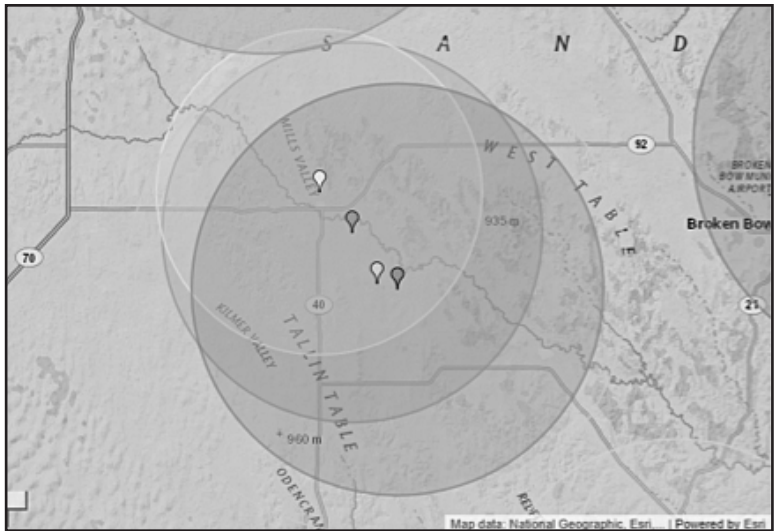 S A N D
MILLS VALLEY
92
WEST TABLE
BROKEN
BOW MUNI
AIRPORT
935 m
Broken Bow
70
40
21
KILMER VALLEY
TALLIN TABLE
960 m
ODENCRAN
Map data: National Geographic, Esri,... | Powered by Esri